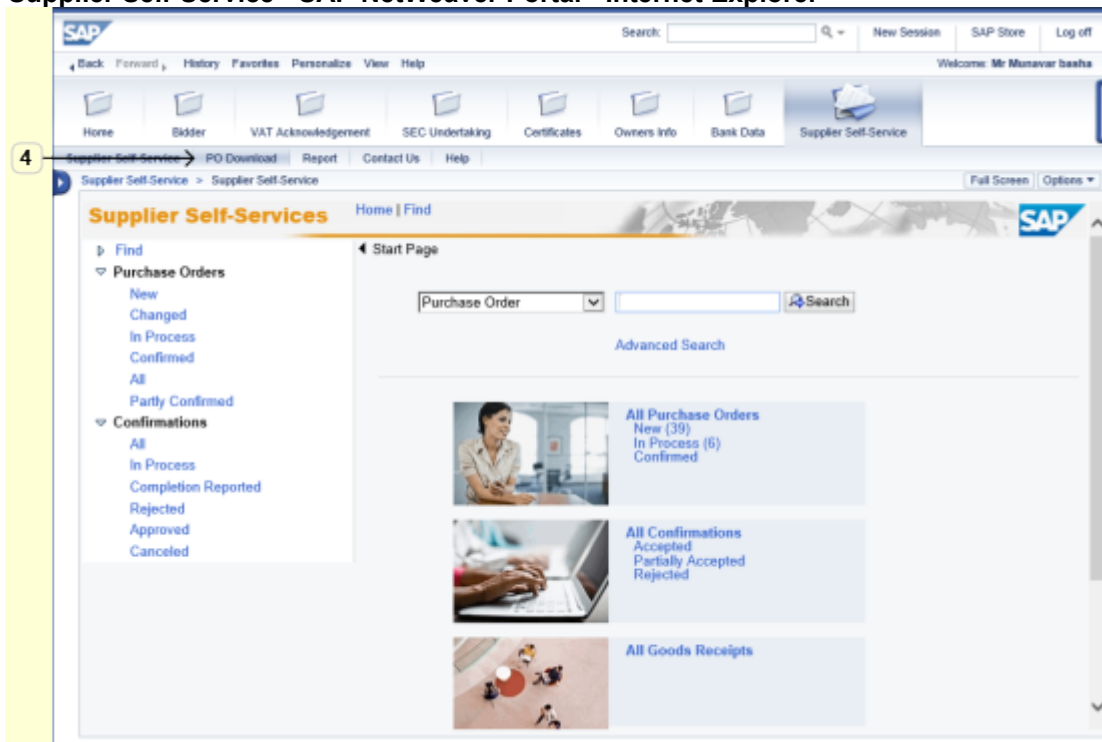 Supplier Self-Service - SAP NetWeaver Portal - Internet Explorer
SAP
Search:
New Session
SAP Store
Log off
Back Forward History Favorites Personalize View Help
Welcome: Mr Munavar basha
Home
Bidder
VAT Acknowledgement
SEC Undertaking
Certificates
Owners Info
Bank Data
Supplier Self-Service
4
Supplier Self-Service PO Download Report Contact Us Help
Supplier Self-Service > Supplier Self-Service
Full Screen Options
Supplier Self-Services
Home | Find
SAP
Find
Purchase Orders
New
Changed
In Process
Confirmed
All
Partly Confirmed
Confirmations
All
In Process
Completion Reported
Rejected
Approved
Canceled
Start Page
Purchase Order
Search
Advanced Search
All Purchase Orders
New (39)
In Process (6)
Confirmed
All Confirmations
Accepted
Partially Accepted
Rejected
All Goods Receipts